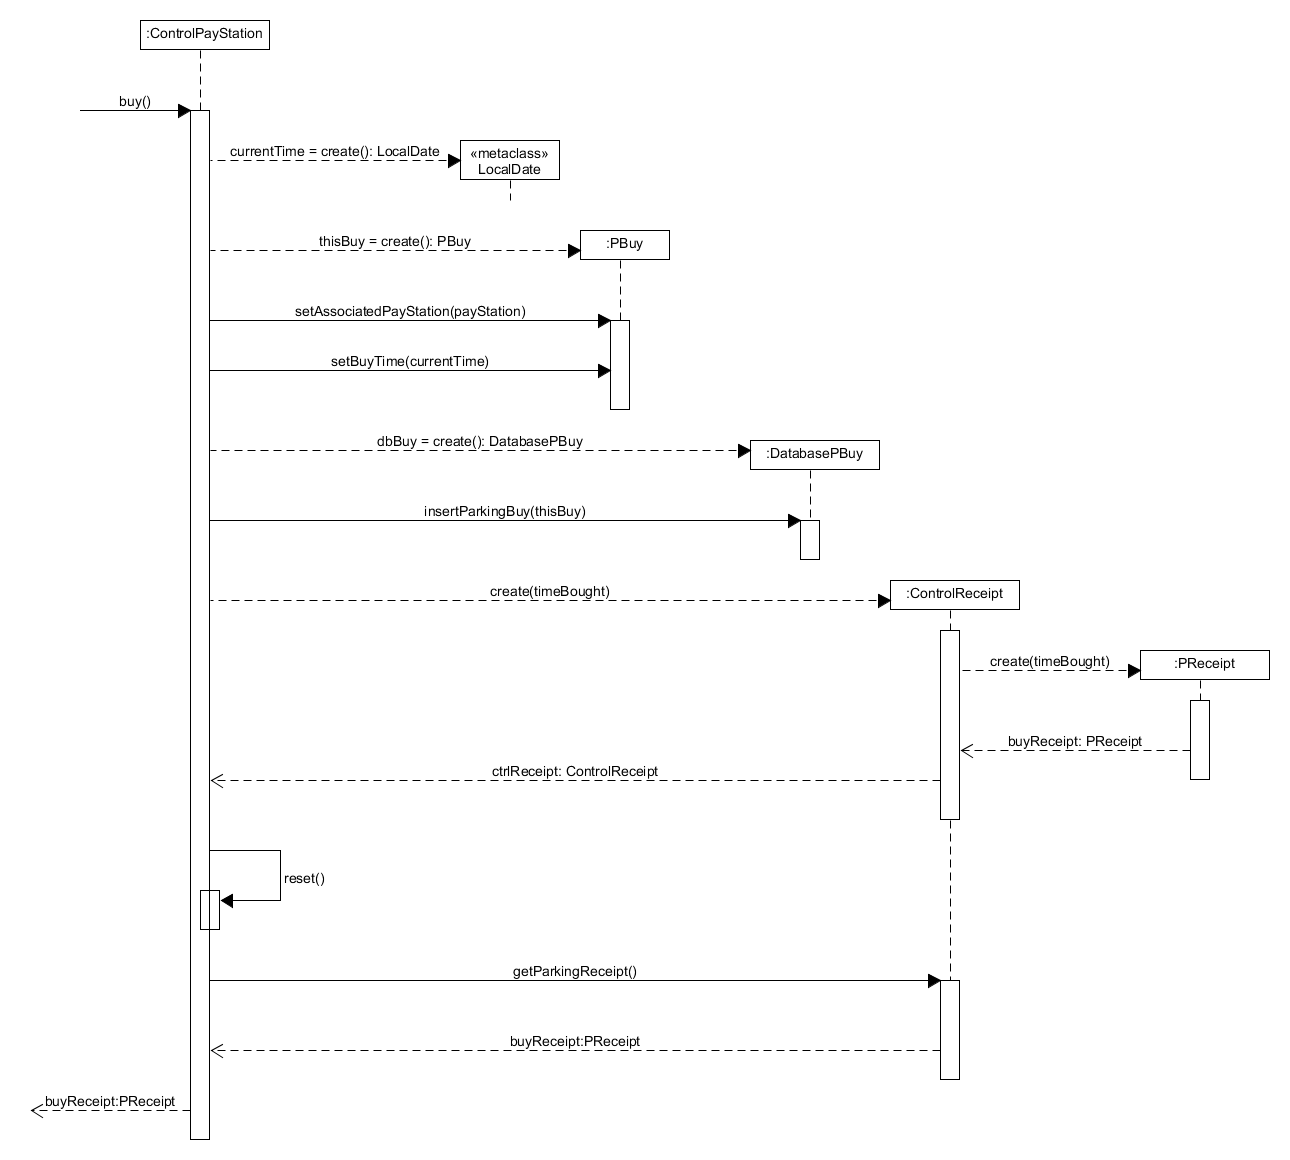 :ControlPayStation
buy()
currentTime = create(): LocalDate
«metaclass»
LocalDate
thisBuy = create(): PBuy
:PBuy
setAssociatedPayStation(payStation)
setBuyTime(currentTime)
dbBuy = create(): DatabasePBuy
:DatabasePBuy
insertParkingBuy(thisBuy)
create(timeBought)
:ControlReceipt
create(timeBought)
:PReceipt
buyReceipt: PReceipt
ctrlReceipt: ControlReceipt
reset()
getParkingReceipt()
buyReceipt:PReceipt
buyReceipt:PReceipt